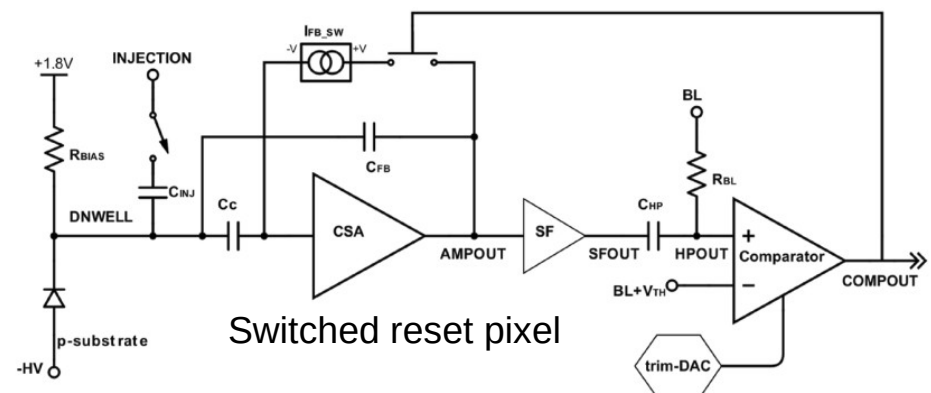 IFB_SW
-V
+V
+1.8V
INJECTION
BL
RBIAS
CFB
RBL
CINJ
DNWELL
CC
CHP
CSA
SF
+
Comparator
-
AMPOUT
SFOUT
HPOUT
COMPOUT
BL+VTH
p-substrate
Switched reset pixel
-HV
trim-DAC